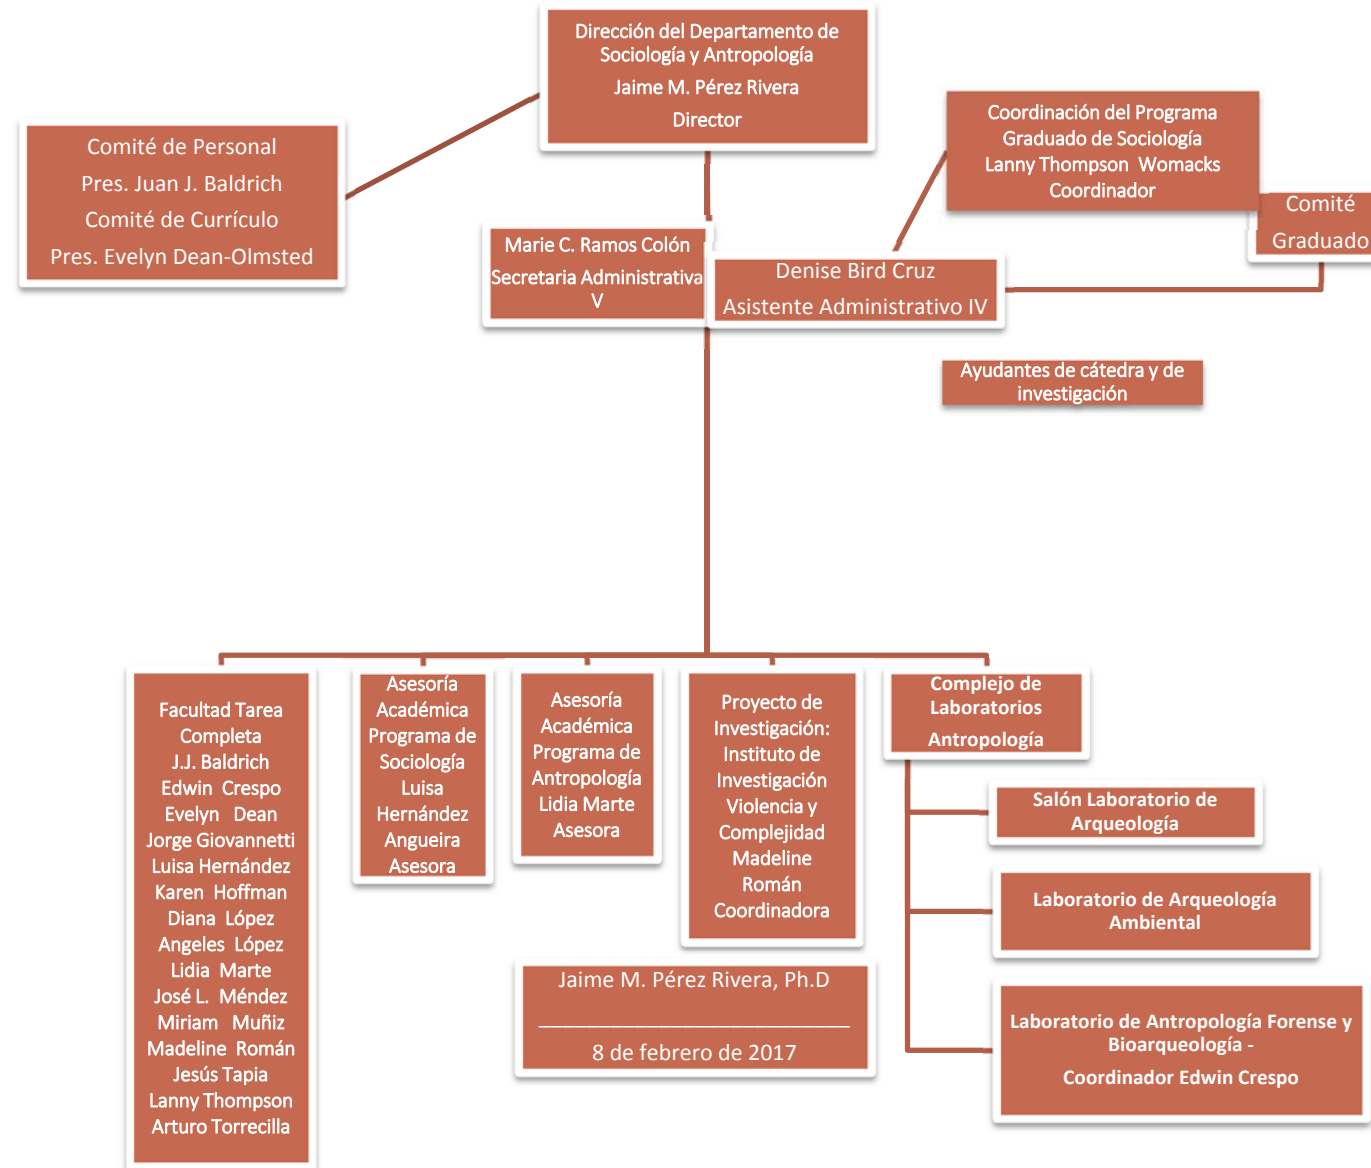 Dirección del Departamento de
Sociología y Antropología
Jaime M. Pérez Rivera
Director
Comité de Personal
Pres. Juan J. Baldrich
Comité de Currículo
Pres. Evelyn Dean-Olmsted
Coordinación del Programa
Graduado de Sociología
Lanny Thompson Womacks
Coordinador
Comité
Graduado
Marie C. Ramos Colón
Secretaria Administrativa
V
Denise Bird Cruz
Asistente Administrativo IV
Ayudantes de cátedra y de
investigación
Facultad Tarea
Completa
J.J. Baldrich
Edwin Crespo
Evelyn Dean
Jorge Giovannetti
Luisa Hernández
Karen Hoffman
Diana López
Angeles López
Lidia Marte
José L. Méndez
Miriam Muñiz
Madeline Román
Jesús Tapia
Lanny Thompson
Arturo Torrecilla
Asesoría
Académica
Programa de
Sociología
Luisa
Hernández
Angueira
Asesora
Asesoría
Académica
Programa de
Antropología
Lidia Marte
Asesora
Proyecto de
Investigación:
Instituto de
Investigación
Violencia y
Complejidad
Madeline
Román
Coordinadora
Complejo de
Laboratorios
Antropología
Salón Laboratorio de
Arqueología
Laboratorio de Arqueología
Ambiental
Laboratorio de Antropología Forense y
Bioarqueología -
Coordinador Edwin Crespo
Jaime M. Pérez Rivera, Ph.D
8 de febrero de 2017